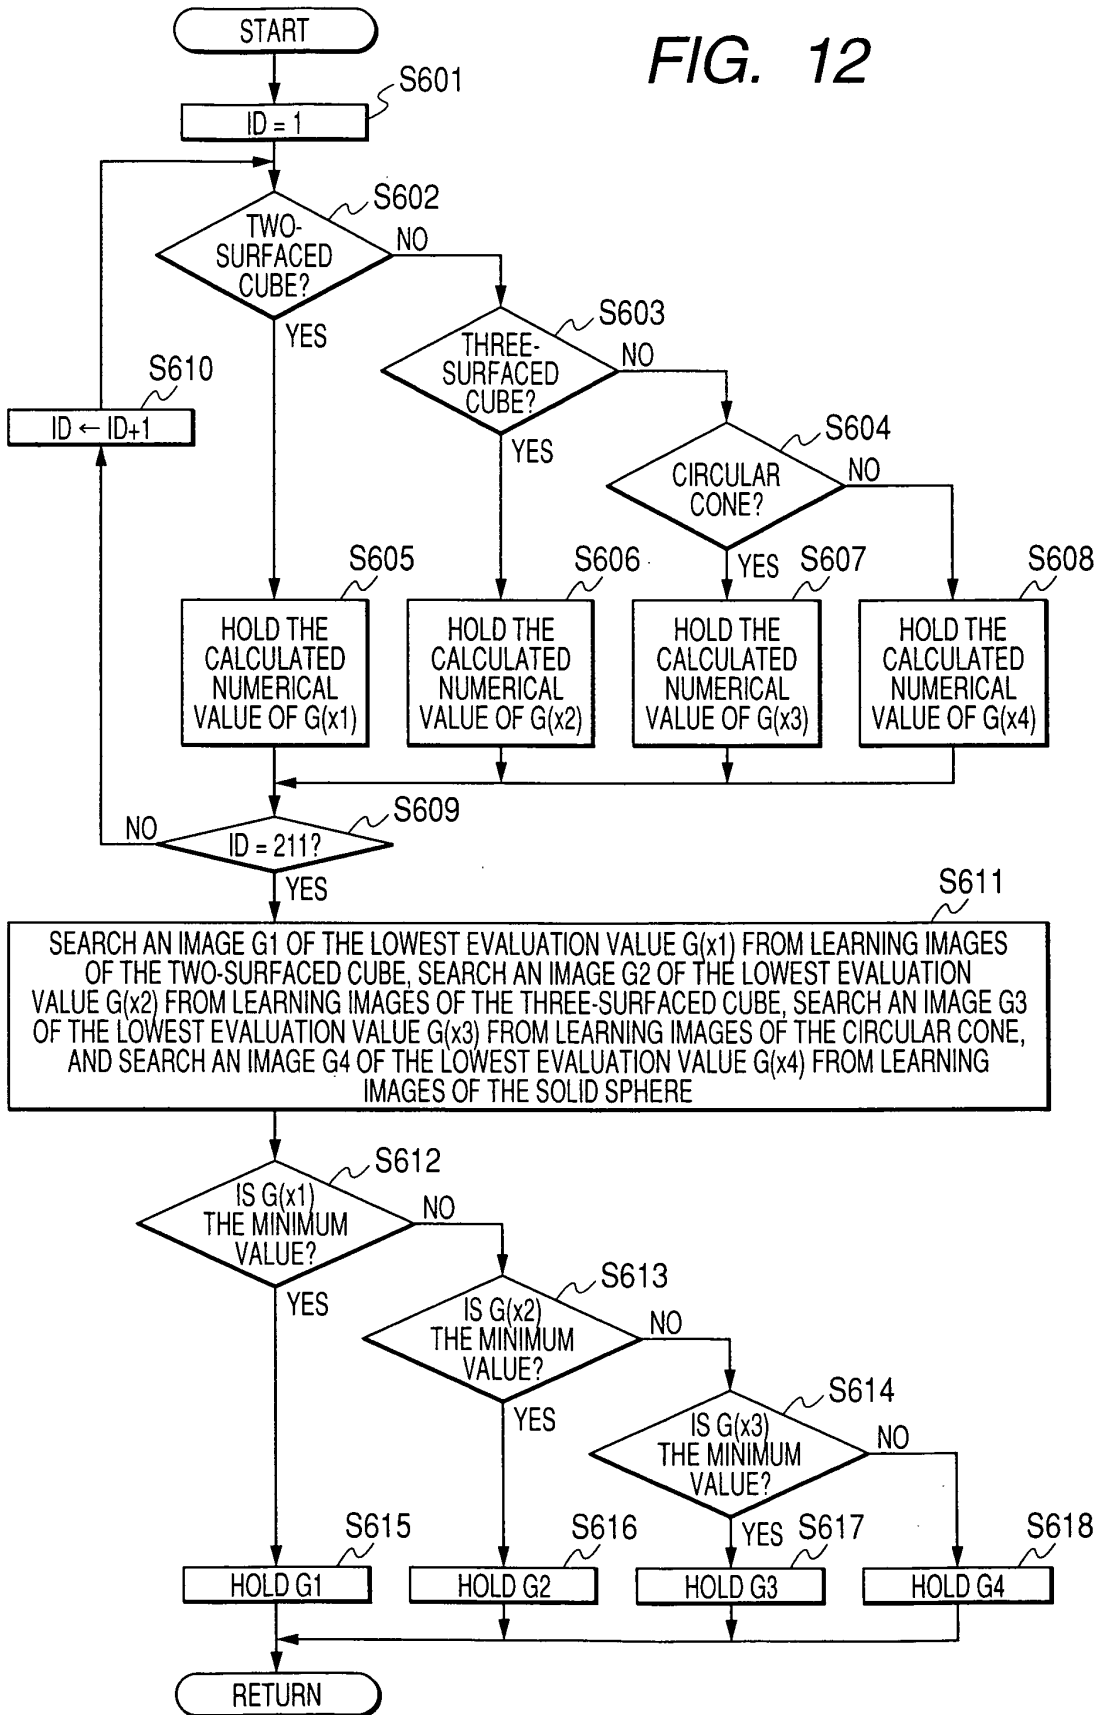 START
FIG. 12
S601
ID = 1
S602
TWO-
SURFACED
CUBE?
NO
YES
S603
THREE-
SURFACED
CUBE?
NO
YES
S610
ID ← ID+1
S604
CIRCULAR
CONE?
NO
YES
S605
HOLD THE
CALCULATED
NUMERICAL
VALUE OF G(x1)
S606
HOLD THE
CALCULATED
NUMERICAL
VALUE OF G(x2)
S607
HOLD THE
CALCULATED
NUMERICAL
VALUE OF G(x3)
S608
HOLD THE
CALCULATED
NUMERICAL
VALUE OF G(x4)
S609
NO
ID = 211?
YES
S611
SEARCH AN IMAGE G1 OF THE LOWEST EVALUATION VALUE G(x1) FROM LEARNING IMAGES
OF THE TWO-SURFACED CUBE, SEARCH AN IMAGE G2 OF THE LOWEST EVALUATION
VALUE G(x2) FROM LEARNING IMAGES OF THE THREE-SURFACED CUBE, SEARCH AN IMAGE G3
OF THE LOWEST EVALUATION VALUE G(x3) FROM LEARNING IMAGES OF THE CIRCULAR CONE,
AND SEARCH AN IMAGE G4 OF THE LOWEST EVALUATION VALUE G(x4) FROM LEARNING
IMAGES OF THE SOLID SPHERE
S612
IS G(x1)
THE MINIMUM
VALUE?
NO
YES
S613
IS G(x2)
THE MINIMUM
VALUE?
NO
YES
S614
IS G(x3)
THE MINIMUM
VALUE?
NO
YES
S615
HOLD G1
S616
HOLD G2
S617
HOLD G3
S618
HOLD G4
RETURN